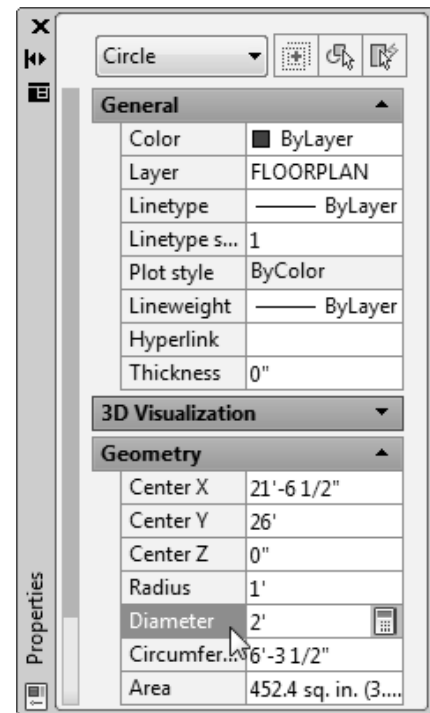 Circle
General
Color ByLayer
Layer FLOORPLAN
Linetype ByLayer
Linetype s... 1
Plot style ByColor
Lineweight ByLayer
Hyperlink
Thickness 0"
3D Visualization
Geometry
Center X 21'-6 1/2"
Center Y 26'
Center Z 0"
Radius 1'
Diameter 2'
Circumfer... 6'-3 1/2"
Area 452.4 sq. in. (3....
Properties